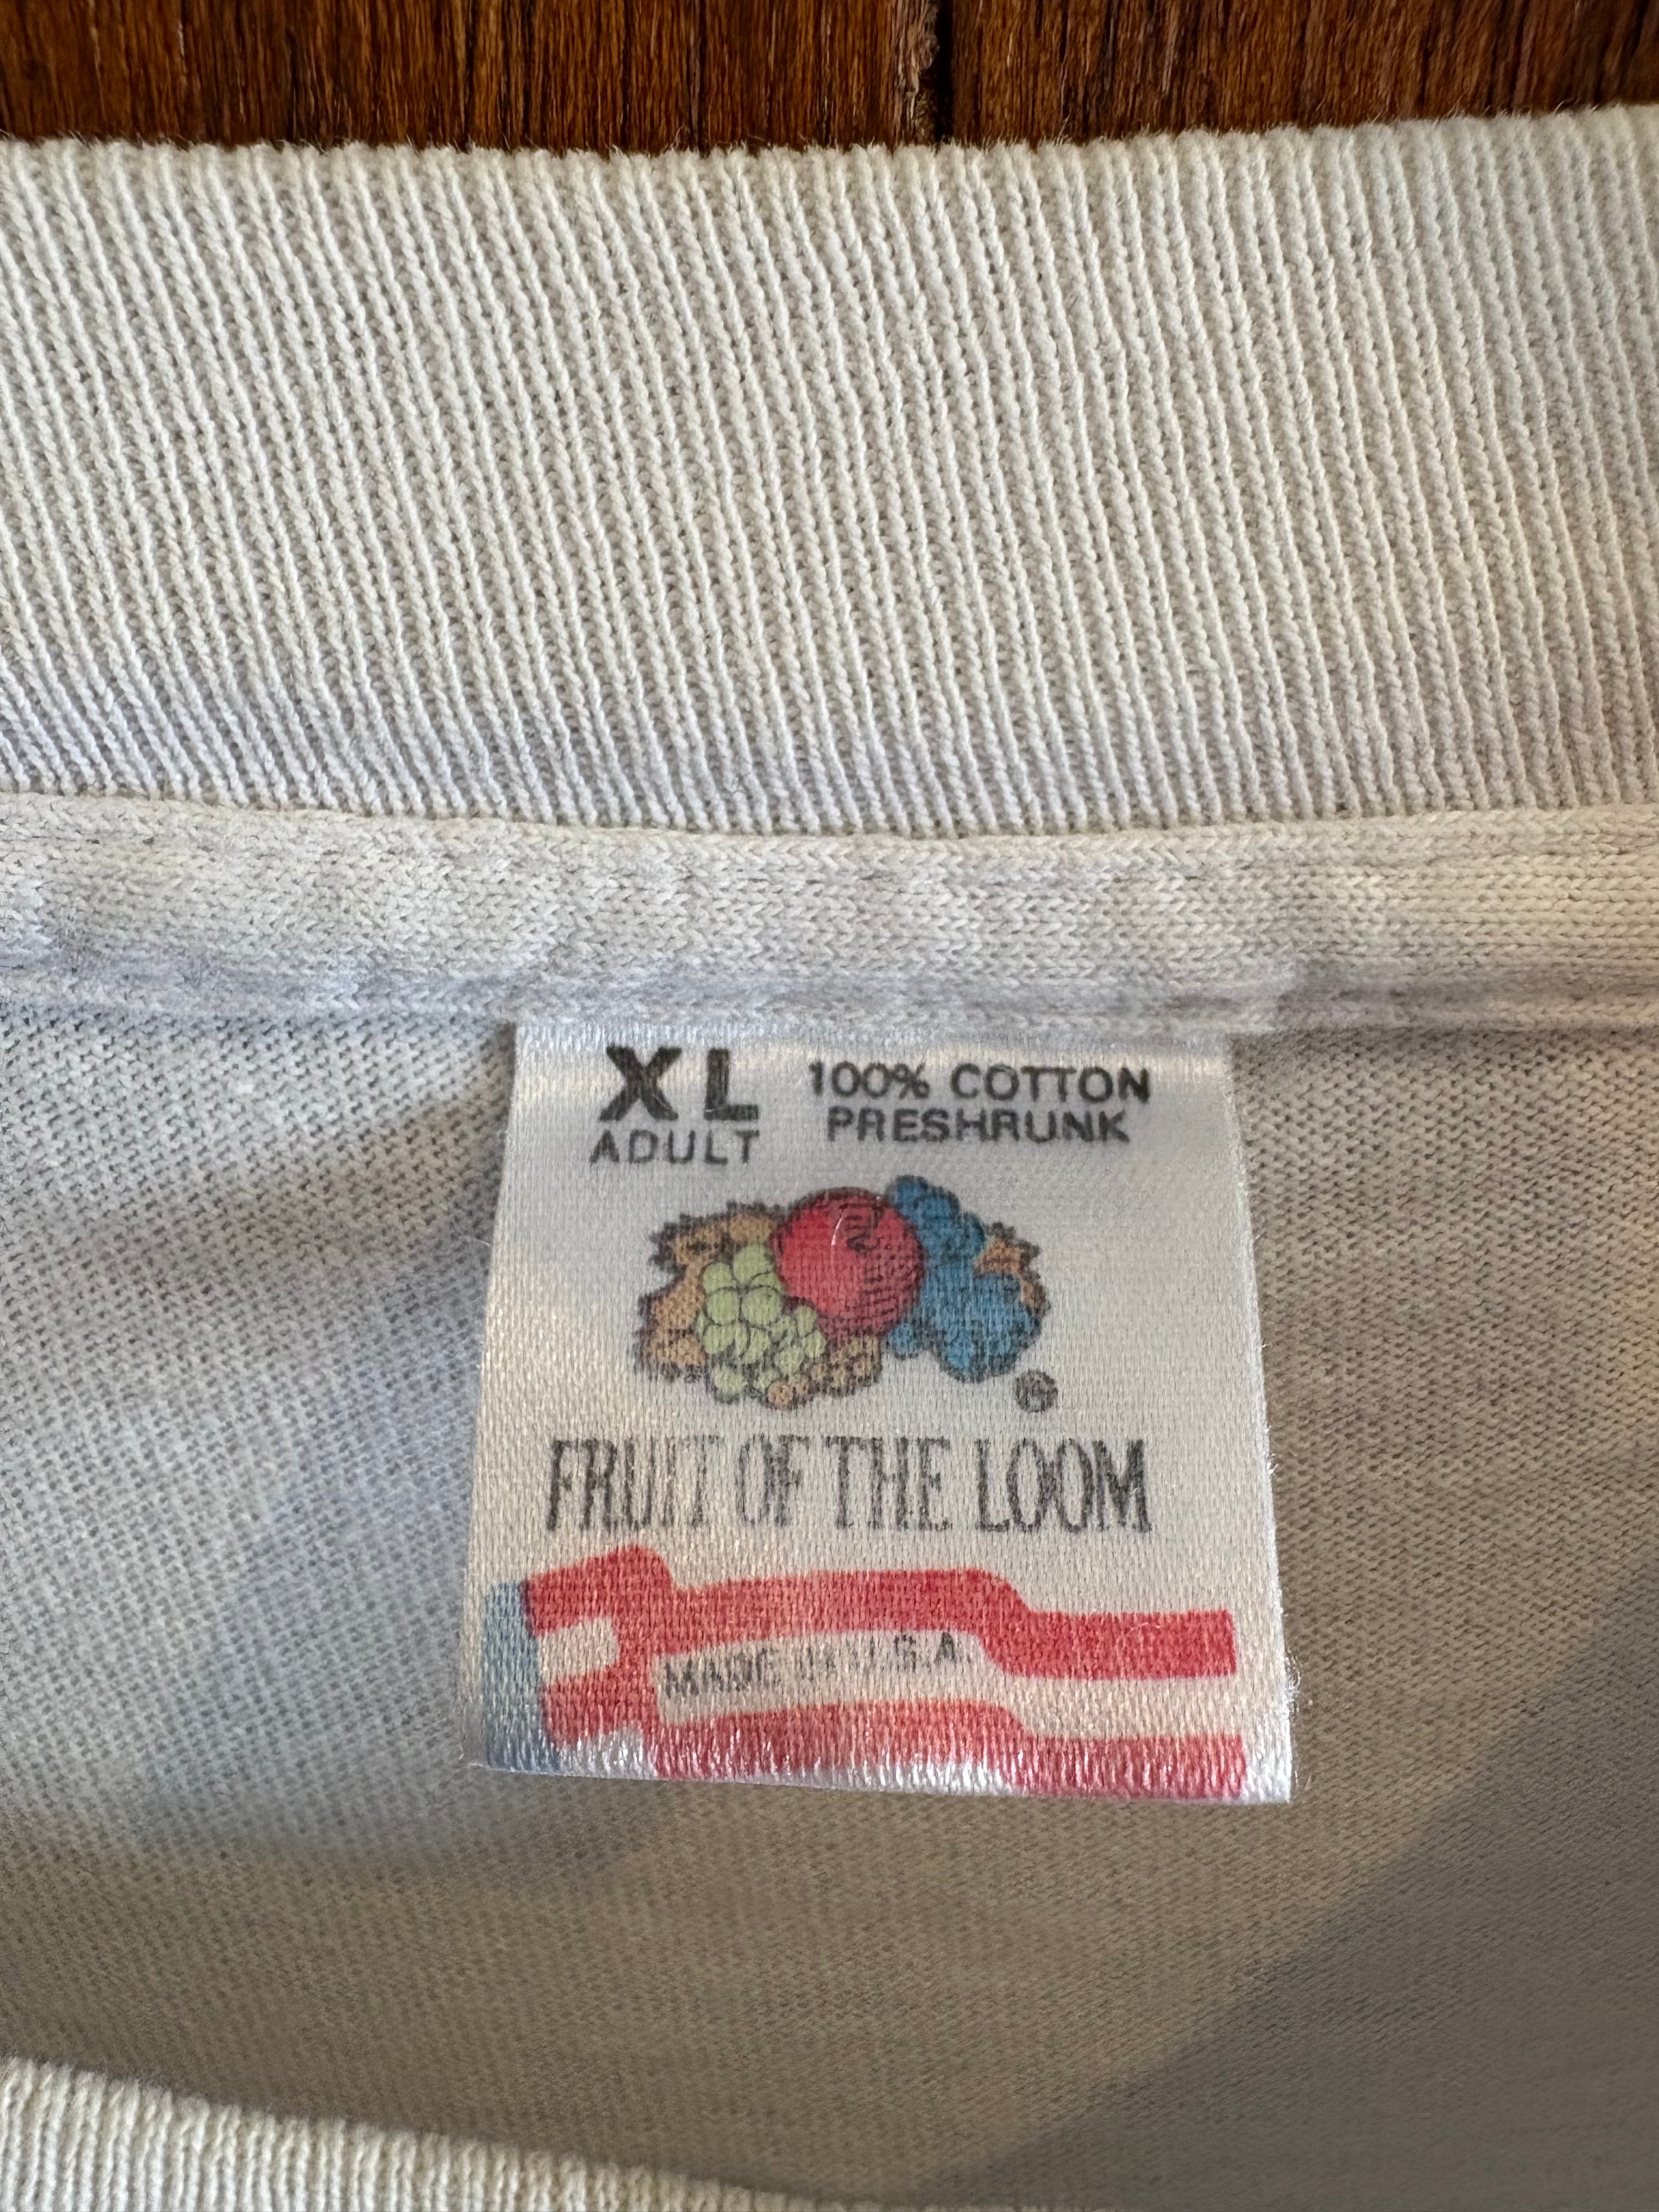 XL 100% COTTON
ADULT PRESHRUNK
®
FRUIT OF THE LOOM
MADE IN U.S.A